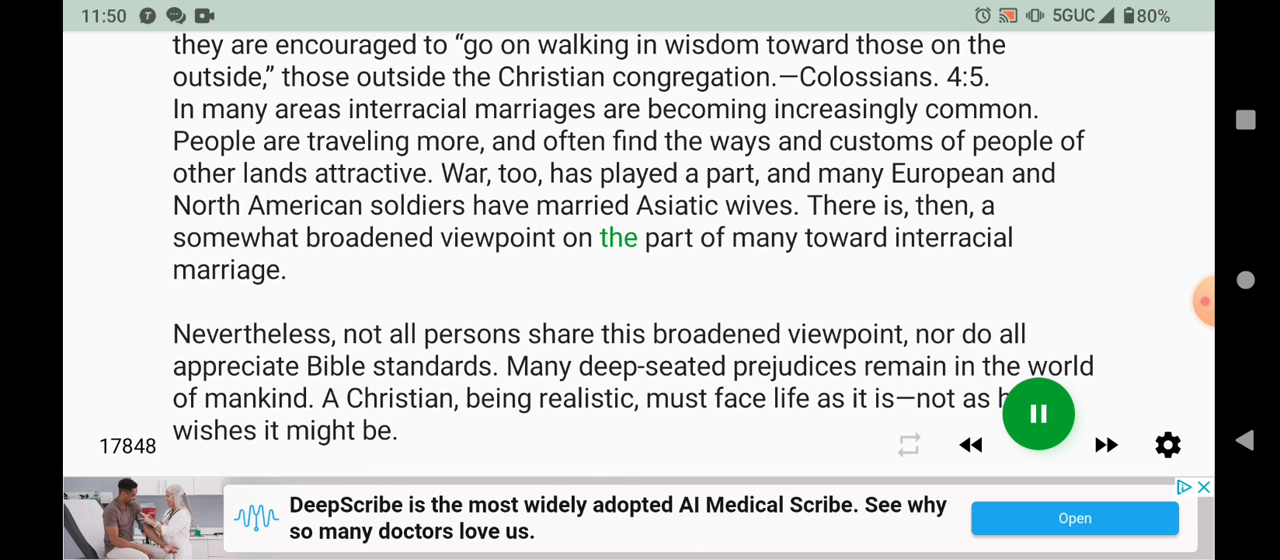 11:50
5GUC 80%
they are encouraged to “go on walking in wisdom toward those on the
outside,” those outside the Christian congregation.—Colossians. 4:5.
In many areas interracial marriages are becoming increasingly common.
People are traveling more, and often find the ways and customs of people of
other lands attractive. War, too, has played a part, and many European and
North American soldiers have married Asiatic wives. There is, then, a
somewhat broadened viewpoint on the part of many toward interracial
marriage.
Nevertheless, not all persons share this broadened viewpoint, nor do all
appreciate Bible standards. Many deep-seated prejudices remain in the world
of mankind. A Christian, being realistic, must face life as it is—not as
wishes it might be.
17848
DeepScribe is the most widely adopted AI Medical Scribe. See why
so many doctors love us.
Open